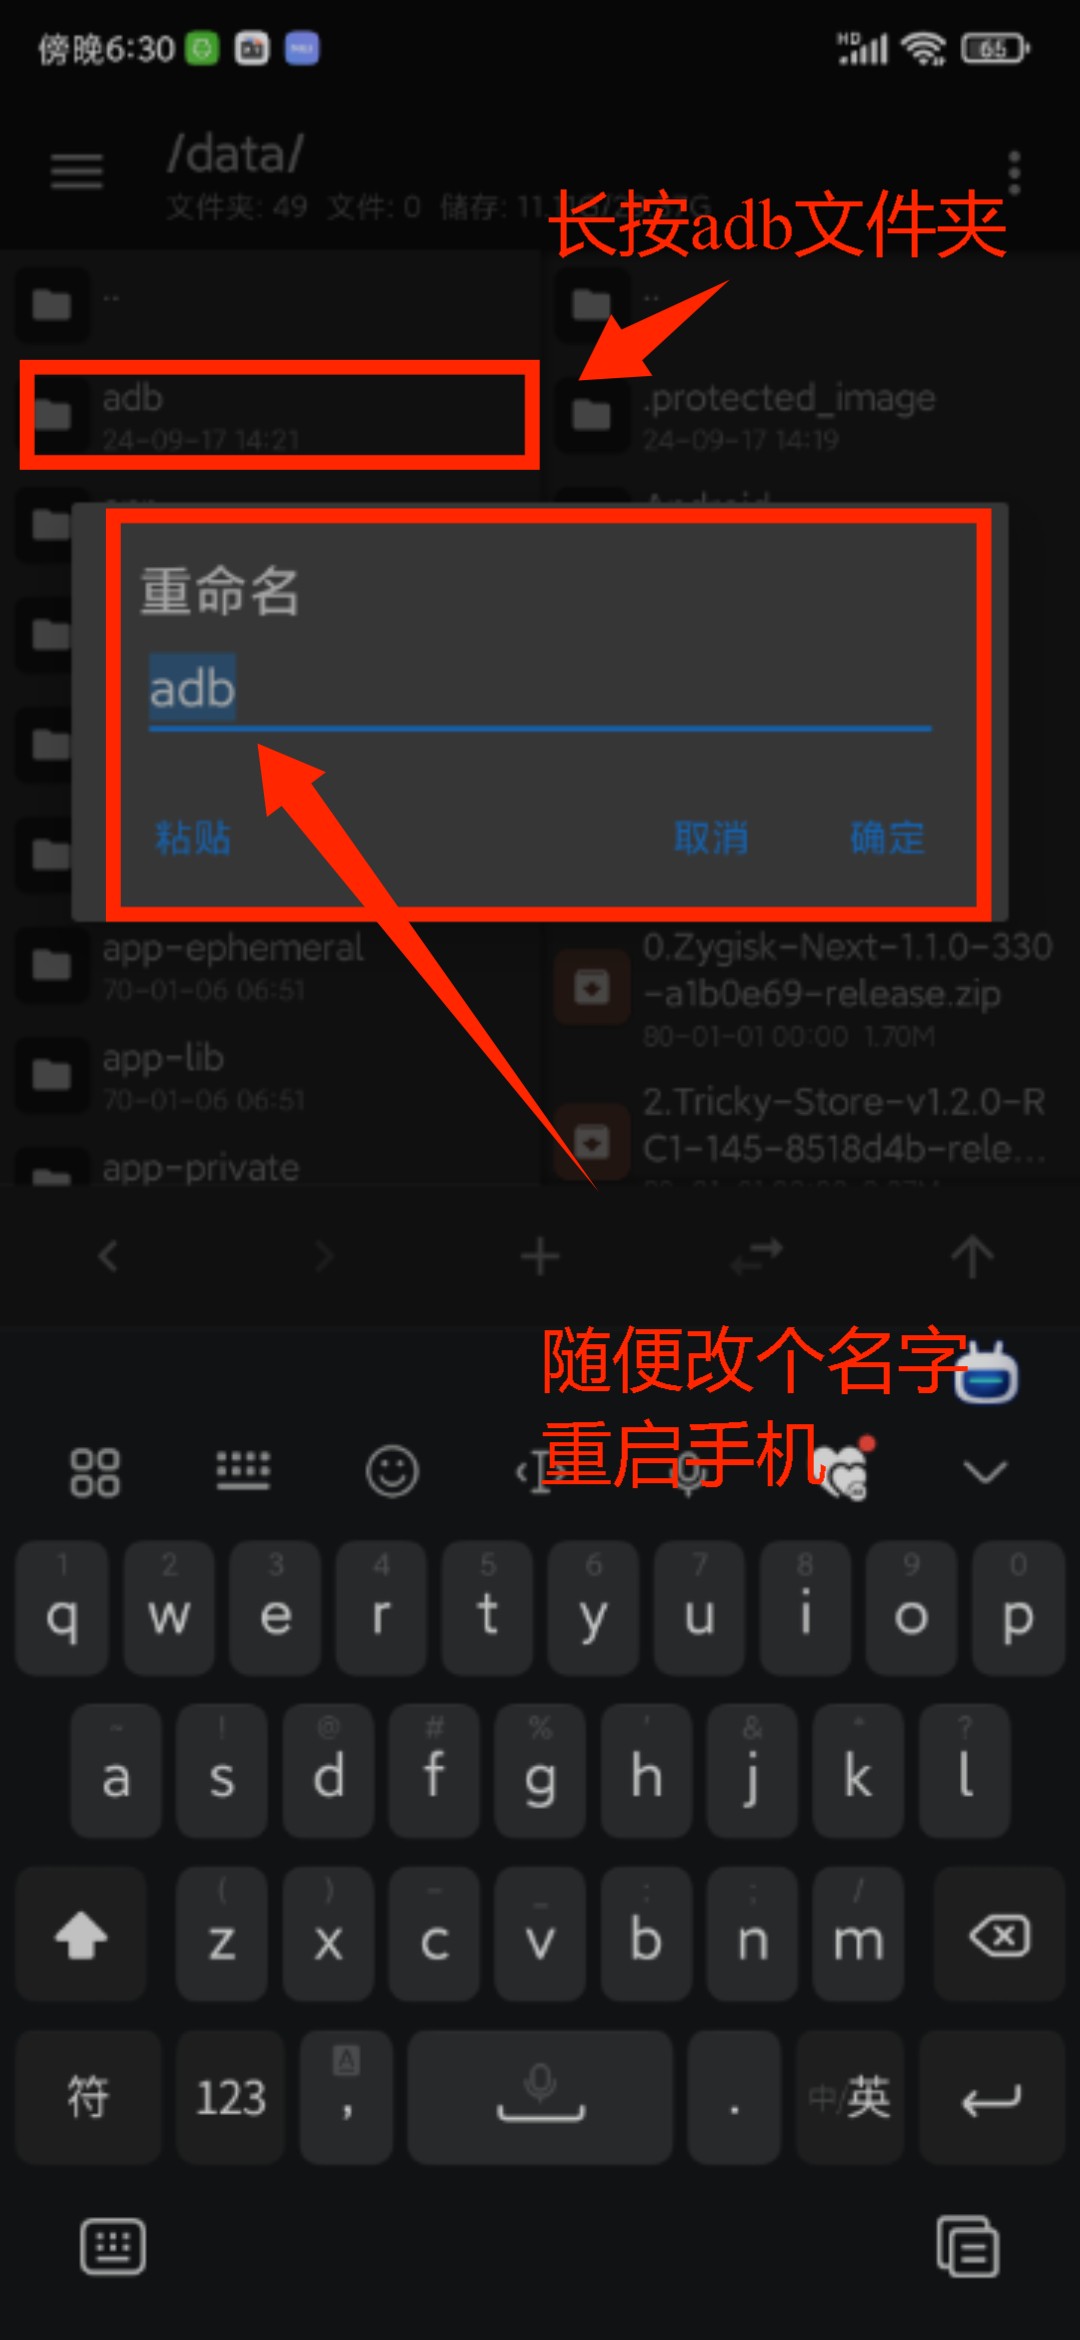 傍晚6:30
HD
65
/data/
文件夹: 49 文件: 0 储存: 11.11G/
长按adb文件夹
..
..
adb
24-09-17 14:21
.protected_image
24-09-17 14:19
Android
重命名
adb
粘贴
取消
确定
app-ephemeral
70-01-06 06:51
0.Zygisk-Next-1.1.0-330
-a1b0e69-release.zip
80-01-01 00:00 1.70M
app-lib
70-01-06 06:51
2.Tricky-Store-v1.2.0-R
C1-145-8518d4b-rele...
app-private
随便改个名字
重启手机
1 2 3 4 5 6 7 8 9 0
q w e r t y u i o p
~ ! @ # % ' & * ?
a s d f g h j k l
( ) - _ : ; /
z x c v b n m
符 123 , . 中/英
A